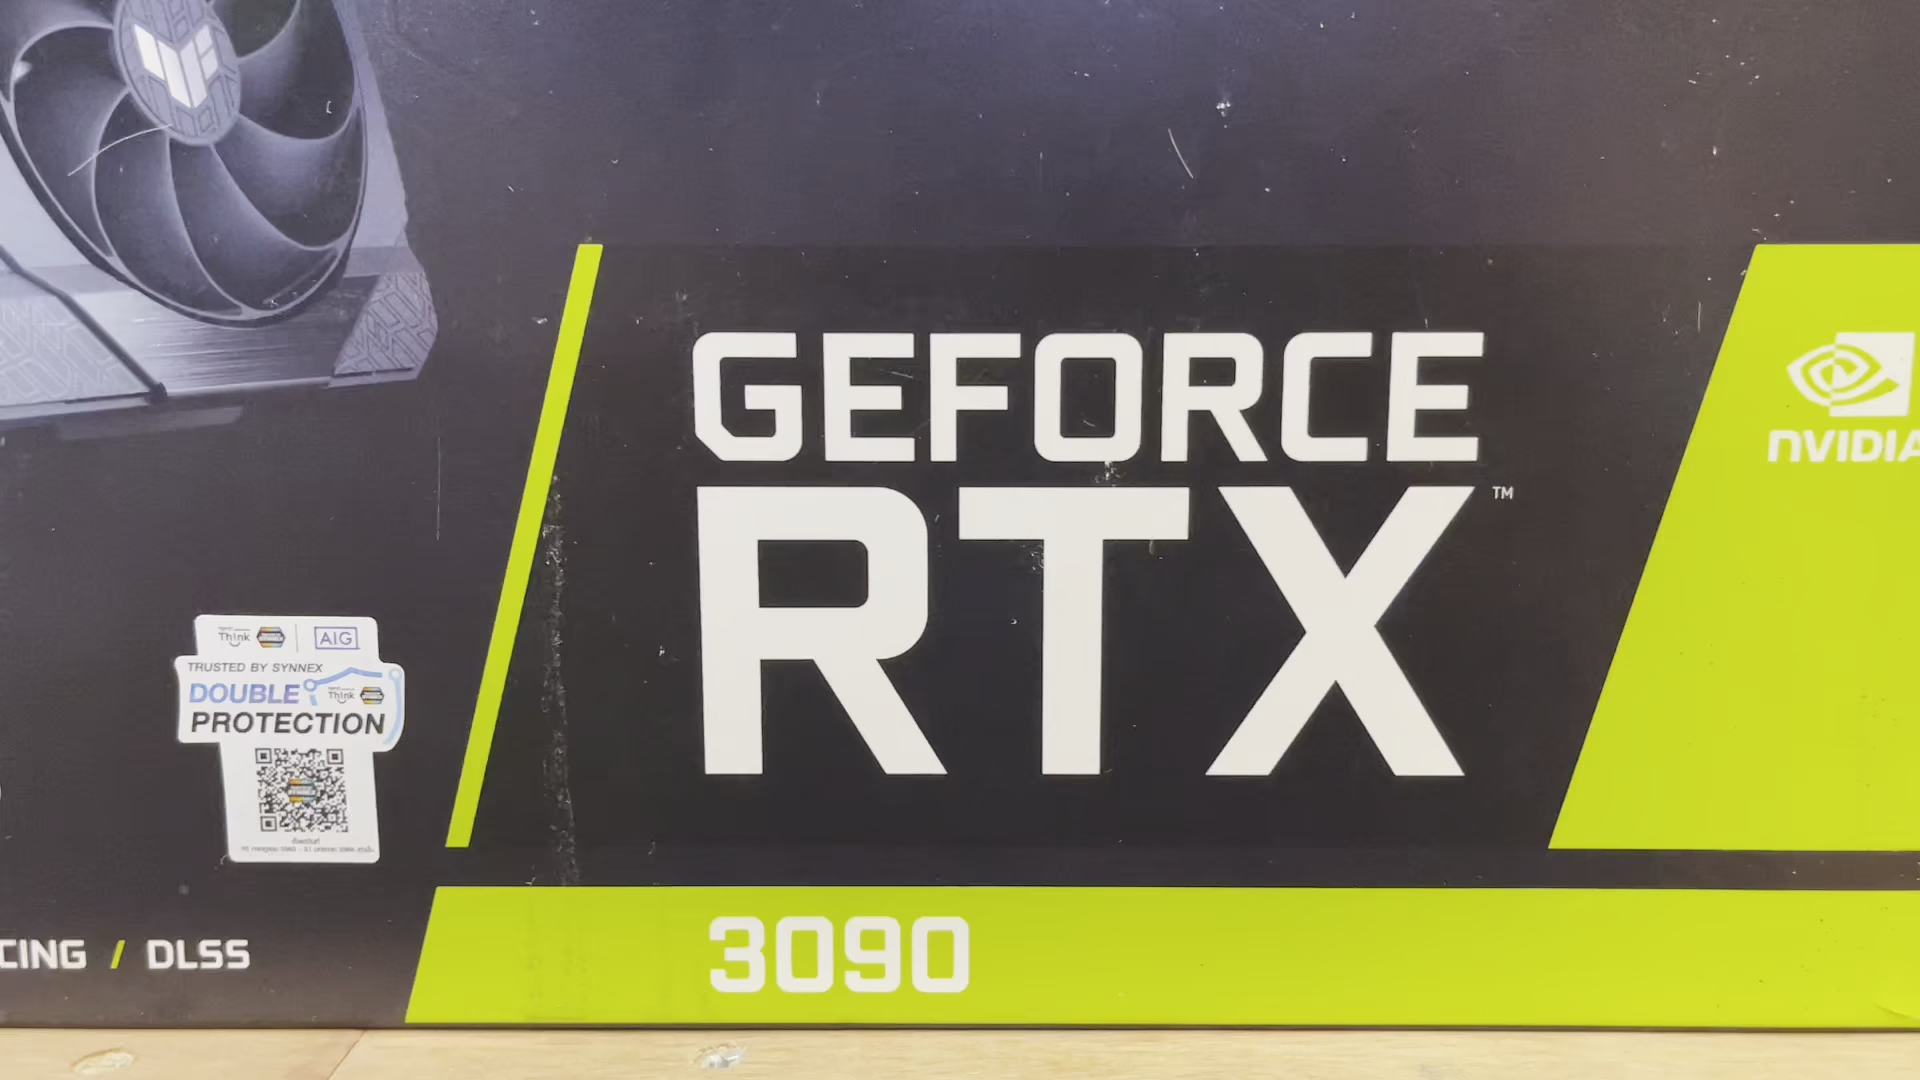 GEFORCE
RTX™
NVIDIA
Think
AIG
TRUSTED BY SYNNEX
DOUBLE
Think
PROTECTION
CING / DLSS
3090